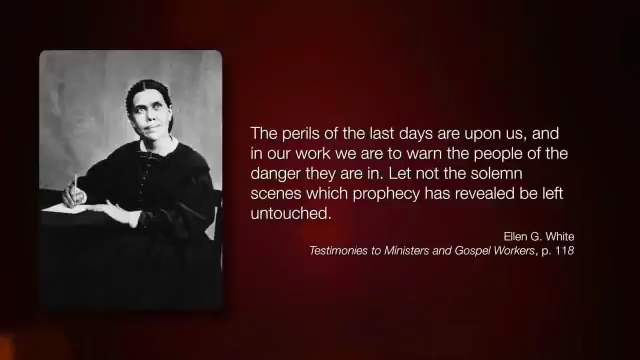 The perils of the last days are upon us, and
in our work we are to warn the people of the
danger they are in. Let not the solemn
scenes which prophecy has revealed be left
untouched.
Ellen G. White
Testimonies to Ministers and Gospel Workers, p. 118